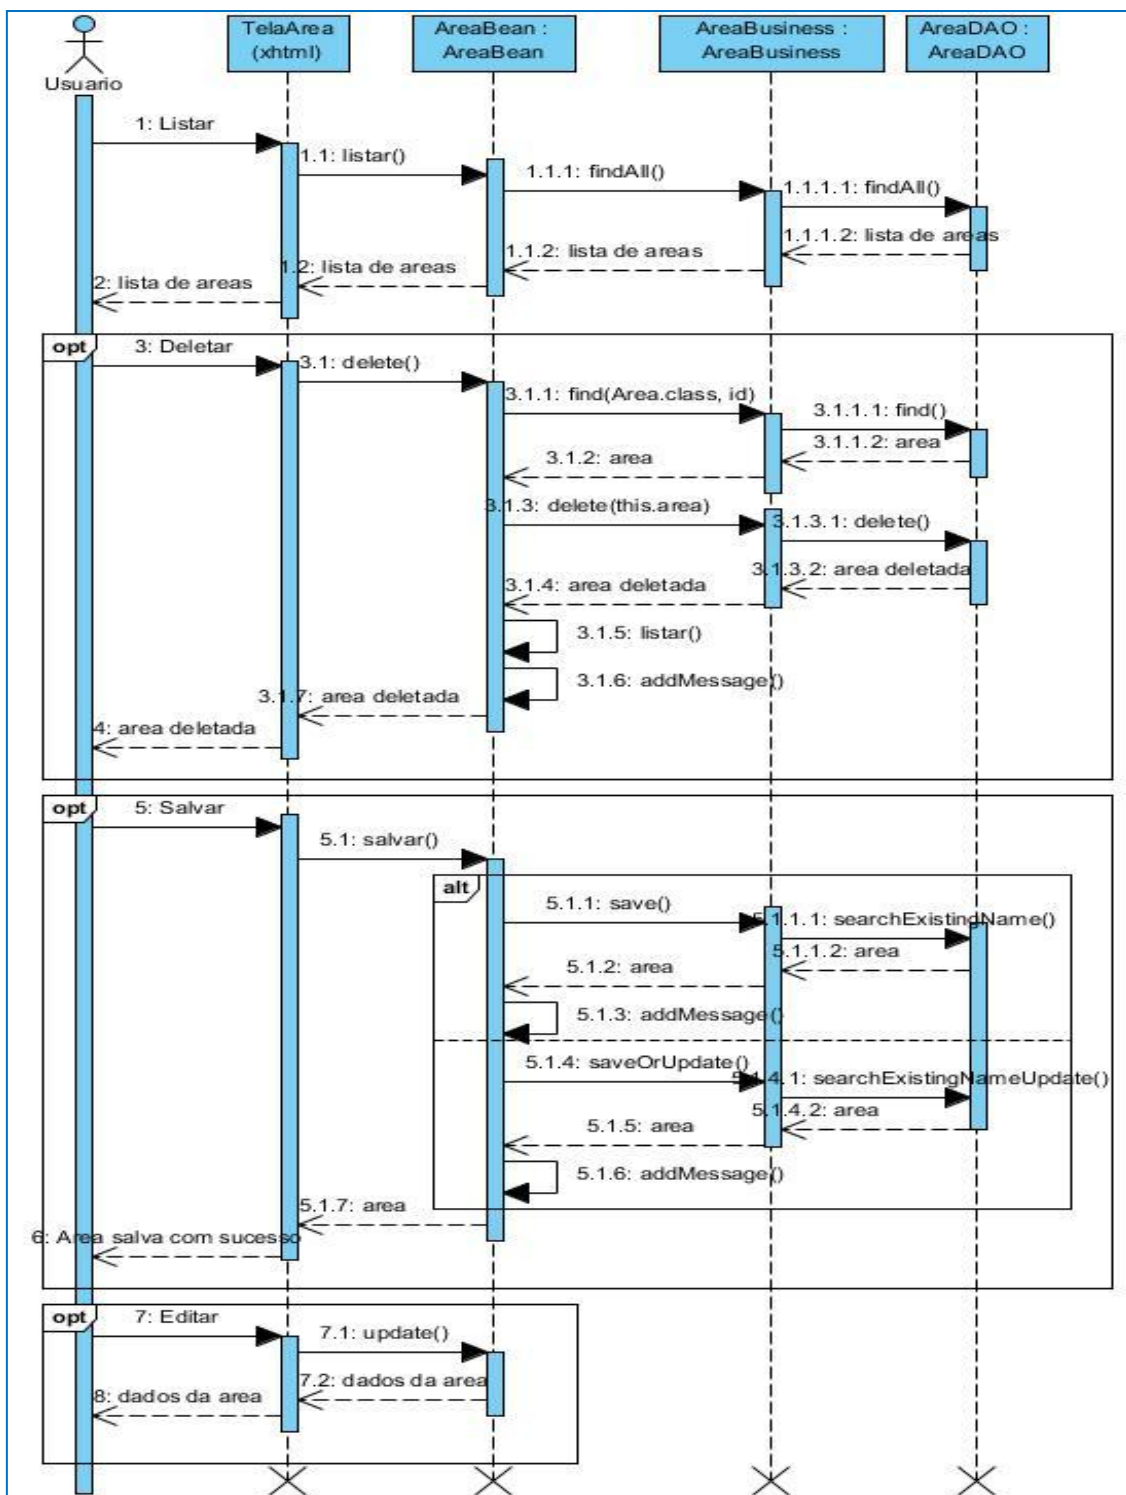 Usuario
TelaArea
(xhtml)
AreaBean :
AreaBean
AreaBusiness :
AreaBusiness
AreaDAO :
AreaDAO
1: Listar
1.1: listar()
1.1.1: findAll()
1.1.1.1: findAll()
1.1.1.2: lista de areas
1.1.2: lista de areas
1.2: lista de areas
2: lista de areas
opt
3: Deletar
3.1: delete()
3.1.1: find(Area.class, id)
3.1.1.1: find()
3.1.1.2: area
3.1.2: area
3.1.3: delete(this.area)
3.1.3.1: delete()
3.1.3.2: area deletada
3.1.4: area deletada
3.1.5: listar()
3.1.6: addMessage()
3.1.7: area deletada
4: area deletada
opt
5: Salvar
5.1: salvar()
alt
5.1.1: save()
5.1.1.1: searchExistingName()
5.1.1.2: area
5.1.2: area
5.1.3: addMessage()
5.1.4: saveOrUpdate()
5.1.4.1: searchExistingNameUpdate()
5.1.4.2: area
5.1.5: area
5.1.6: addMessage()
5.1.7: area
6: Area salva com sucesso
opt
7: Editar
7.1: update()
7.2: dados da area
8: dados da area